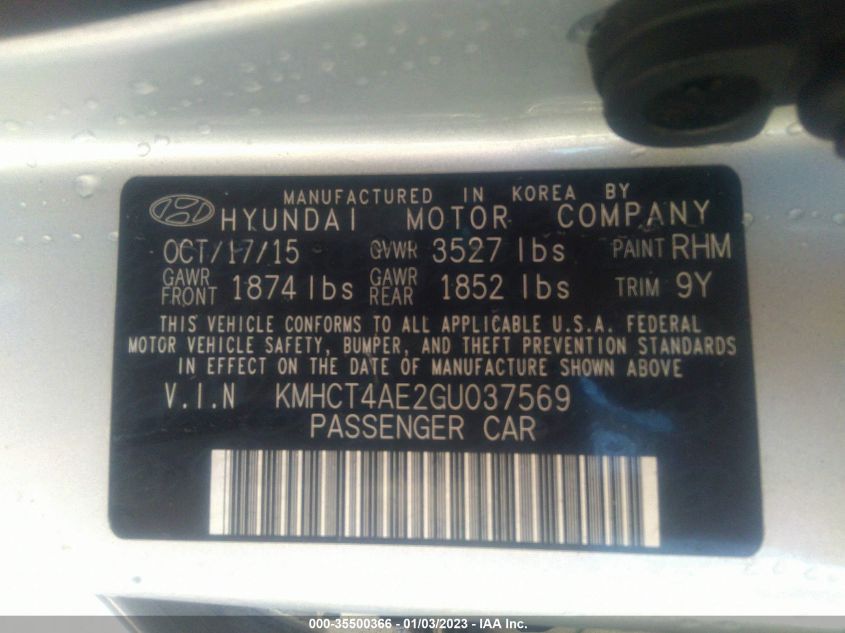 MANUFACTURED IN KOREA BY
HYUNDAI MOTOR COMPANY
OCT/17/15 GVWR 3527 lbs PAINT RHM
GAWR FRONT 1874 lbs GAWR REAR 1852 lbs TRIM 9Y
THIS VEHICLE CONFORMS TO ALL APPLICABLE U.S.A. FEDERAL
MOTOR VEHICLE SAFETY, BUMPER, AND THEFT PREVENTION STANDARDS
IN EFFECT ON THE DATE OF MANUFACTURE SHOWN ABOVE
V.I.N KMHCT4AE2GU037569
PASSENGER CAR
000-35500366 - 01/03/2023 - IAA Inc.